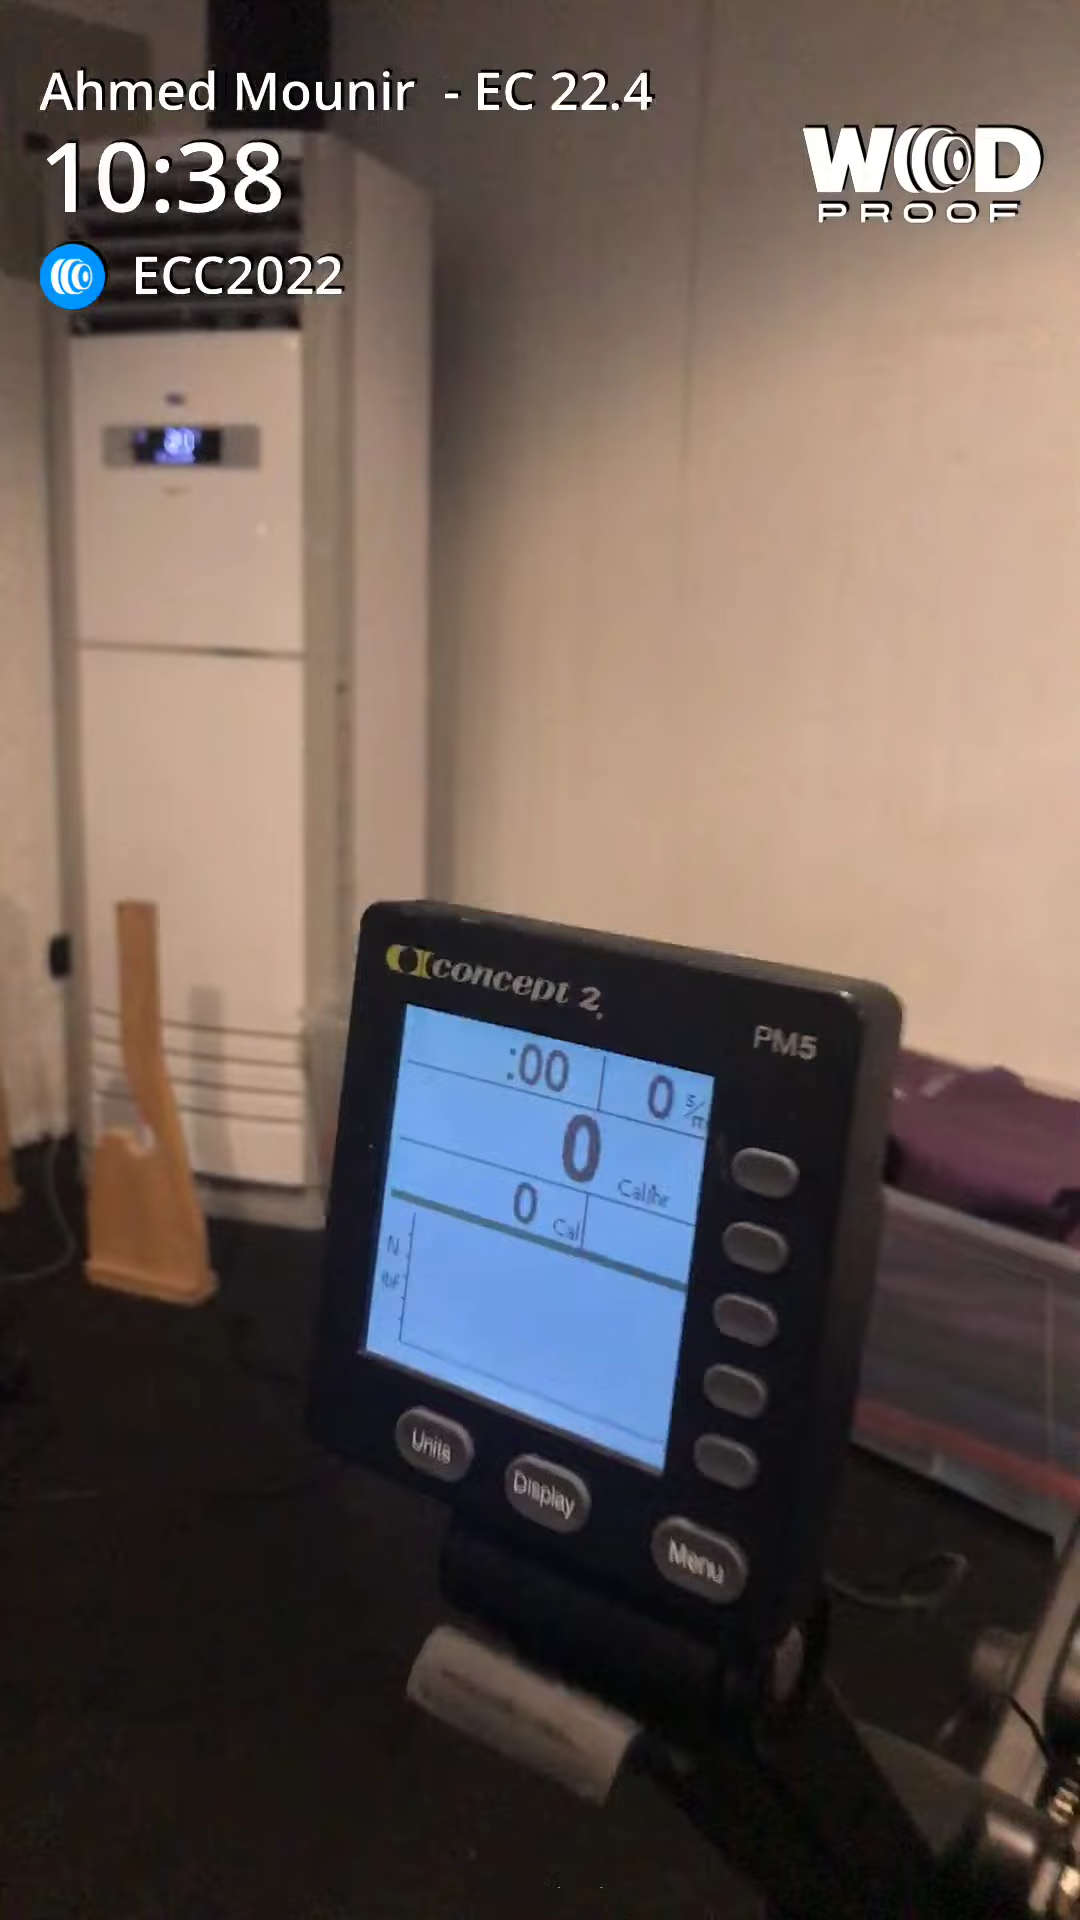 Ahmed Mounir - EC 22.4
10:38
WOD
PROOF
ECC2022
concept 2
PM5
:00
0 s/m
0 Cal/hr
0 Cal
N
lbf
Units
Display
Menu